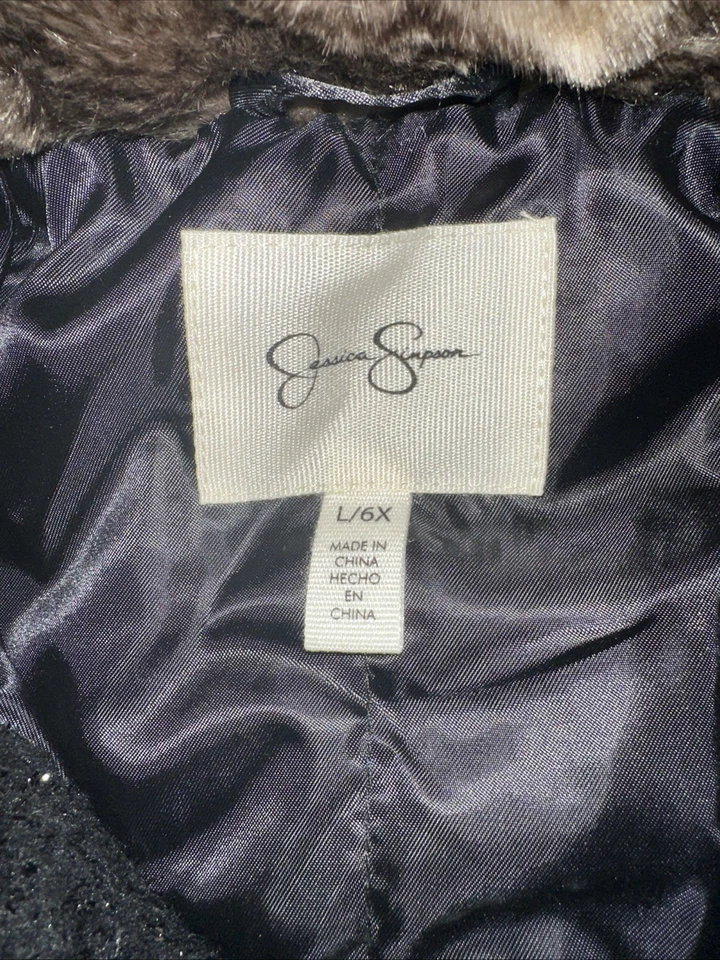 Jessica Simpson
L/6X
MADE IN
CHINA
HECHO
EN
CHINA